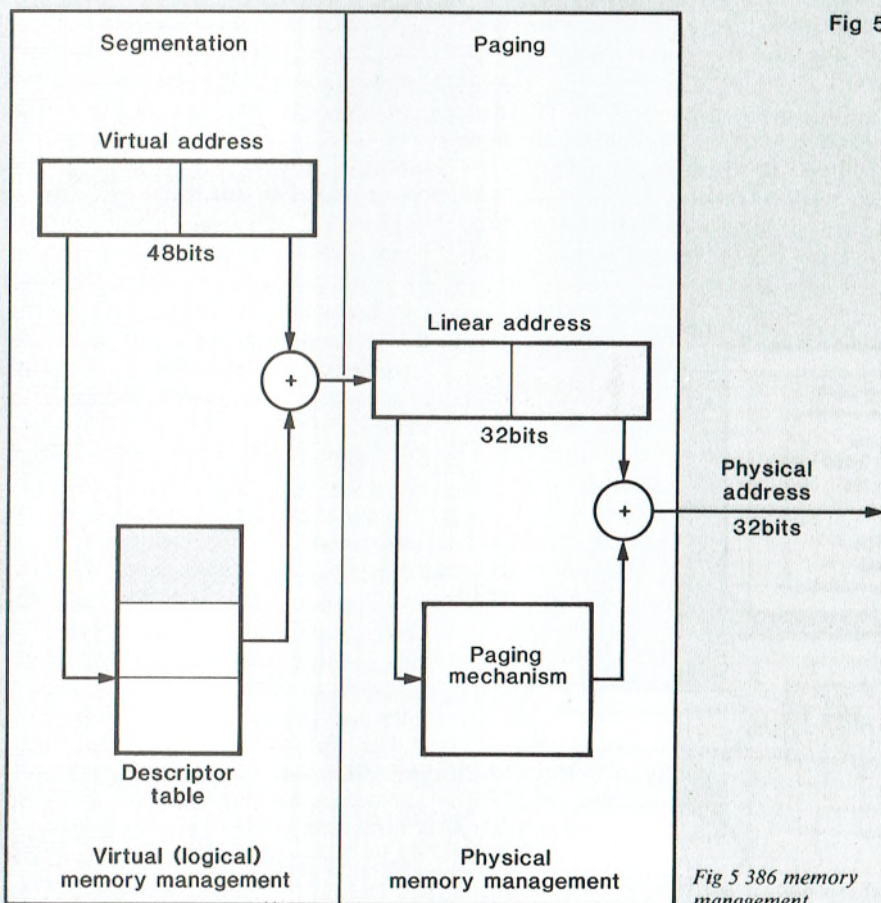 Fig 5
Segmentation
Paging
Virtual address
48bits
+
Linear address
32bits
+
Physical
address
32bits
Paging
mechanism
Descriptor
table
Virtual (logical)
memory management
Physical
memory management
Fig 5 386 memory
management